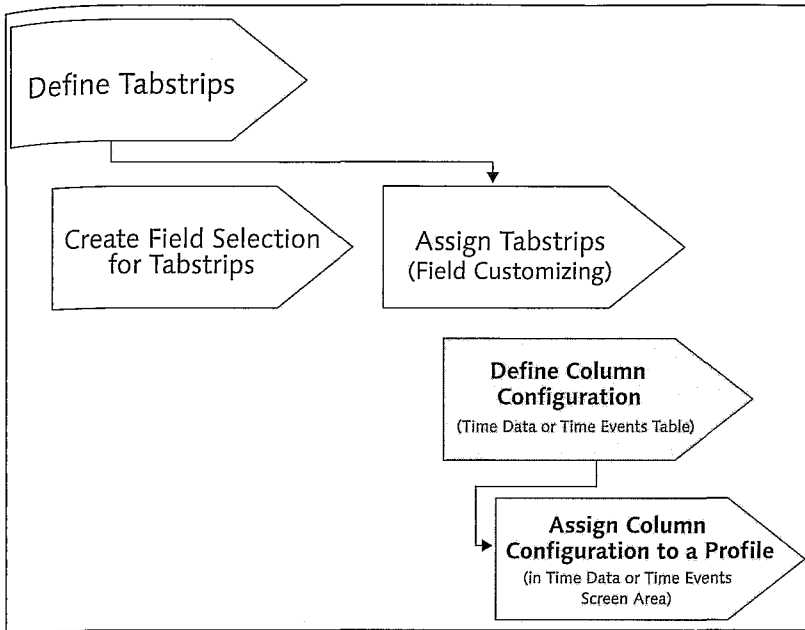 Define Tabstrips
Create Field Selection
for Tabstrips
Assign Tabstrips
(Field Customizing)
Define Column
Configuration
(Time Data or Time Events Table)
Assign Column
Configuration to a Profile
(in Time Data or Time Events
Screen Area)